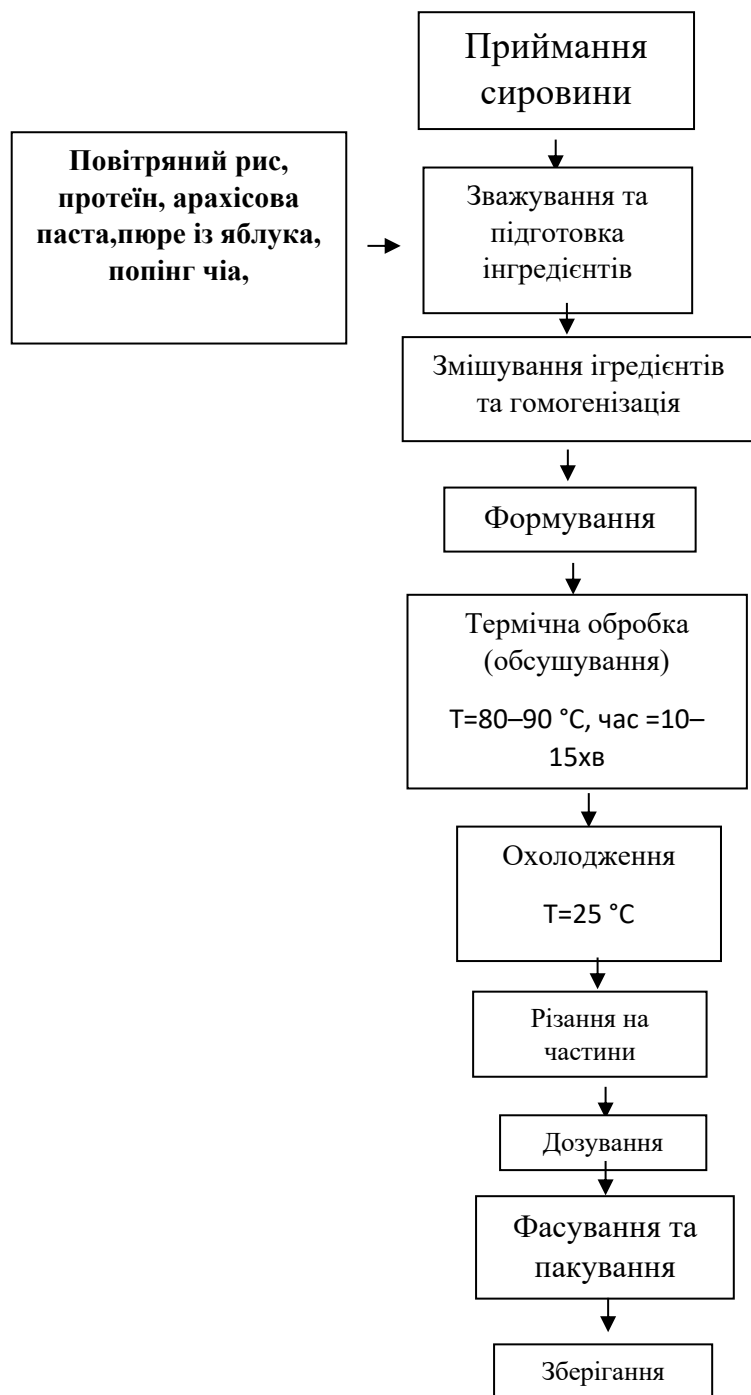 Приймання
сировини
Повітряний рис,
протеїн, арахісова
паста,пюре із яблука,
попінг чіа,
Зважування та
підготовка
інгредієнтів
Змішування ігредієнтів
та гомогенізація
Формування
Термічна обробка
(обсушування)
T=80–90 °C, час =10–
15хв
Охолодження
T=25 °C
Різання на
частини
Дозування
Фасування та
пакування
Зберігання